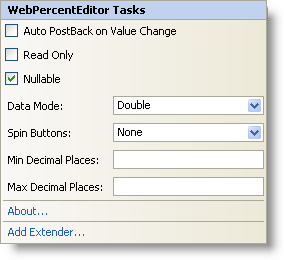 WebPercentEditor Tasks
Auto PostBack on Value Change
Read Only
Nullable
Data Mode: Double
Spin Buttons: None
Min Decimal Places:
Max Decimal Places:
About...
Add Extender...